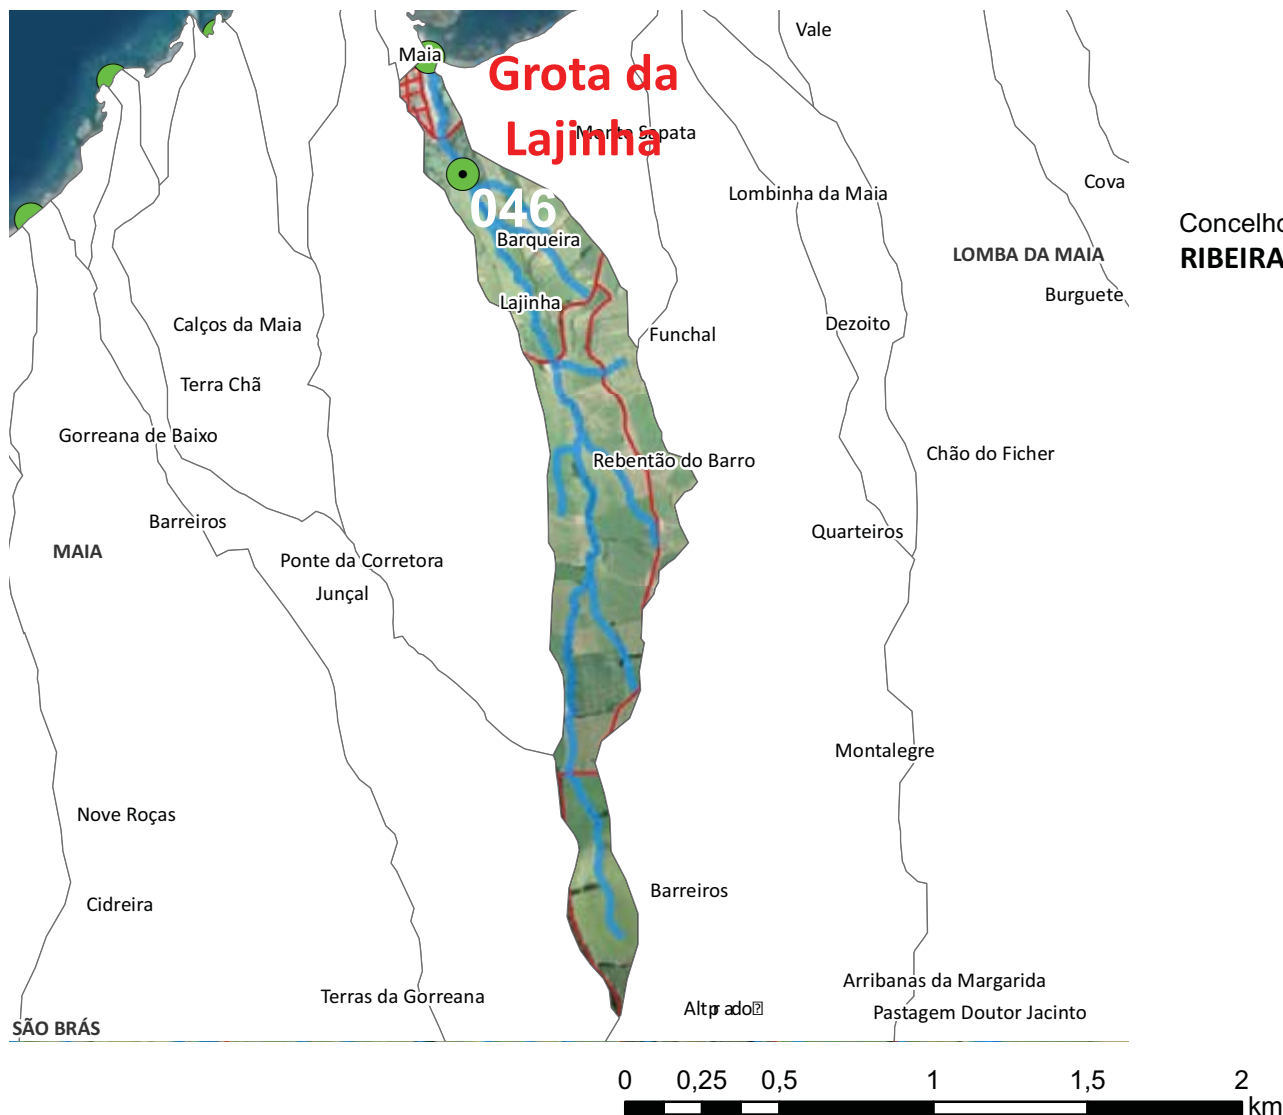 Vale
Maia
Grota da
Lajinha
Monte Sapata
046
Lombinha da Maia
Cova
Concelho
RIBEIRA
Barqueira
LOMBA DA MAIA
Burguete
Lajinha
Calços da Maia
Funchal
Dezoito
Terra Chã
Gorreana de Baixo
Rebentão do Barro
Chão do Ficher
Barreiros
Quarteiros
MAIA
Ponte da Corretora
Junçal
Montalegre
Nove Roças
Cidreira
Barreiros
Terras da Gorreana
Arribanas da Margarida
Pastagem Doutor Jacinto
SÃO BRÁS
0 0,25 0,5 1 1,5 2
km